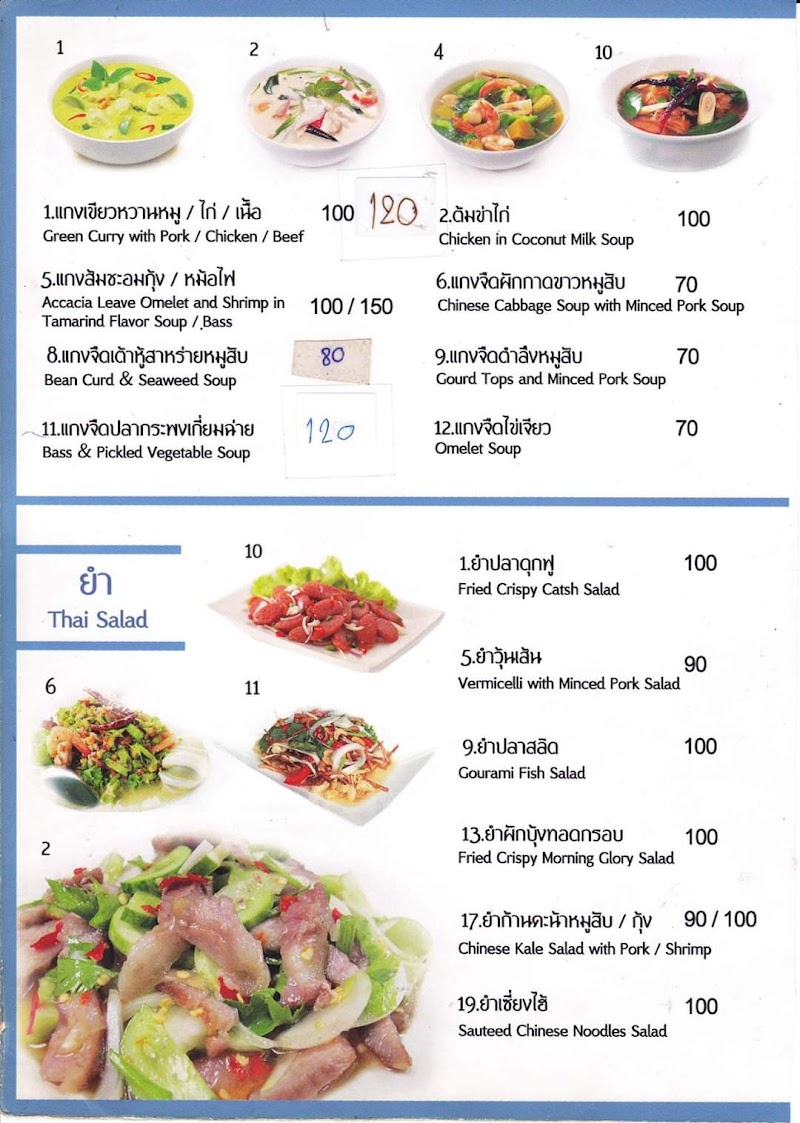 1
2
4
10
1.แกงเขียวหวานหมู / ไก่ / เนื้อ 100 120
Green Curry with Pork / Chicken / Beef
2.ต้มข่าไก่ 100
Chicken in Coconut Milk Soup
5.แกงส้มชะอมกุ้ง / หม้อไฟ
Accacia Leave Omelet and Shrimp in 100 / 150
Tamarind Flavor Soup / Bass
6.แกงจืดผักกาดขาวหมูสับ 70
Chinese Cabbage Soup with Minced Pork Soup
8.แกงจืดเต้าหู้สาหร่ายหมูสับ 80
Bean Curd & Seaweed Soup
9.แกงจืดตำลึงหมูสับ 70
Gourd Tops and Minced Pork Soup
11.แกงจืดปลากระพงเกี่ยมฉ่าย 120
Bass & Pickled Vegetable Soup
12.แกงจืดไข่เจียว 70
Omelet Soup
ยำ
Thai Salad
10
6
11
2
1.ยำปลาดุกฟู 100
Fried Crispy Catsh Salad
5.ยำวุ้นเส้น 90
Vermicelli with Minced Pork Salad
9.ยำปลาสลิด 100
Gourami Fish Salad
13.ยำผักบุ้งทอดกรอบ 100
Fried Crispy Morning Glory Salad
17.ยำก้านคะน้าหมูสับ / กุ้ง 90 / 100
Chinese Kale Salad with Pork / Shrimp
19.ยำเซี่ยงไฮ้ 100
Sauteed Chinese Noodles Salad